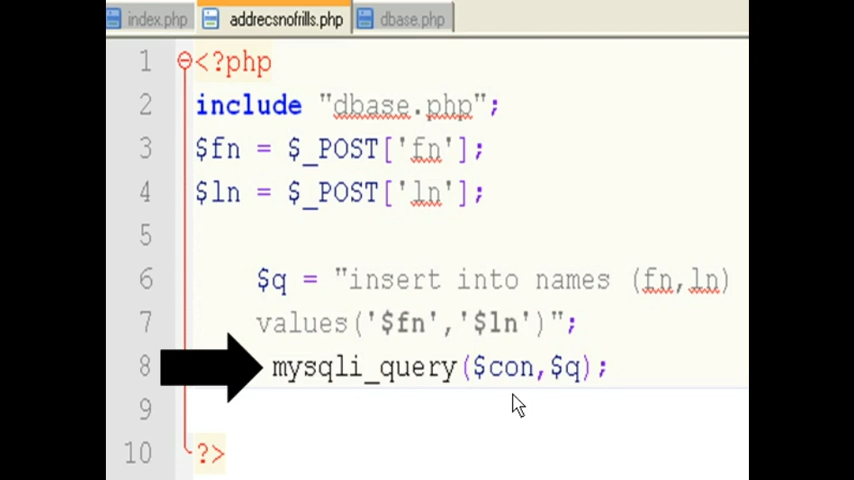 index.php addrecsnofrills.php dbase.php
1 <?php
2 include "dbase.php";
3 $fn = $_POST['fn'];
4 $ln = $_POST['ln'];
5
6 $q = "insert into names (fn,ln)
7 values('$fn','$ln')";
8 mysqli_query($con,$q);
9
10 ?>